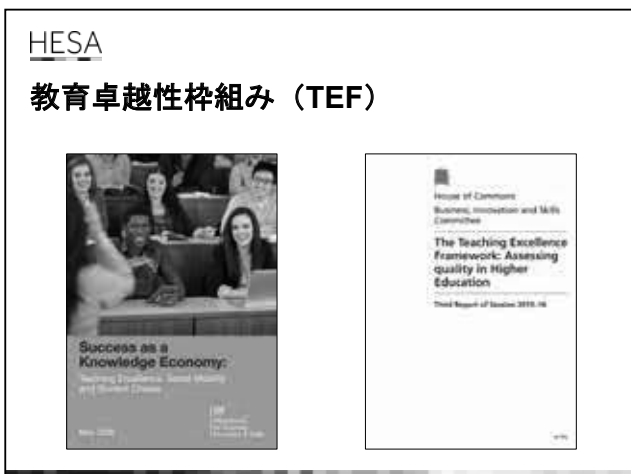 HESA
教育卓越性枠組み（TEF）
Success as a
Knowledge Economy:
Teaching Excellence, Social Mobility
and Student Choice
May 2016
House of Commons
Business, Innovation and Skills
Committee
The Teaching Excellence
Framework: Assessing
quality in Higher
Education
Third Report of Session 2015–16